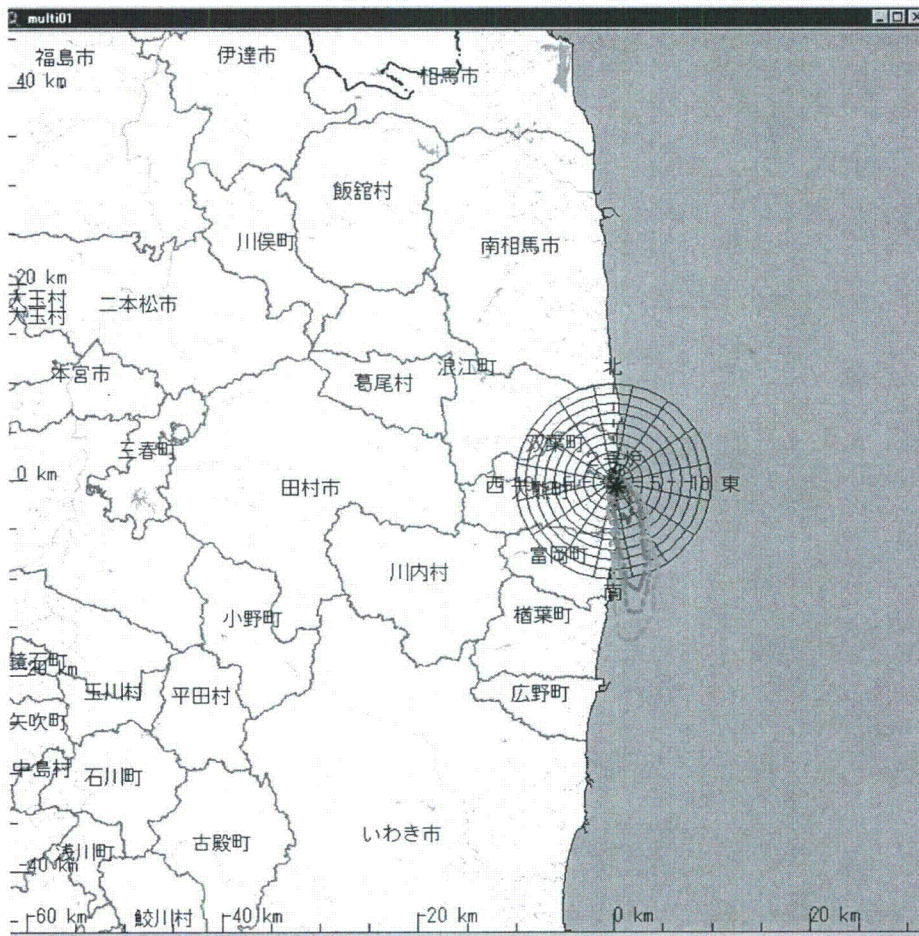 multi01
福島市
伊達市
40 km
相馬市
飯舘村
川俣町
南相馬市
20 km
大玉村
二本松市
大玉村
本宮市
葛尾村
浪江町
北
三春町
双葉町
0 km
田村市
西
東
富岡町
川内村
南
小野町
楢葉町
鏡石町
-20 km
玉川村
平田村
広野町
矢吹町
中島村
石川町
浅川町
古殿町
いわき市
-40 km
鮫川村
-60 km
-40 km
-20 km
0 km
20 km